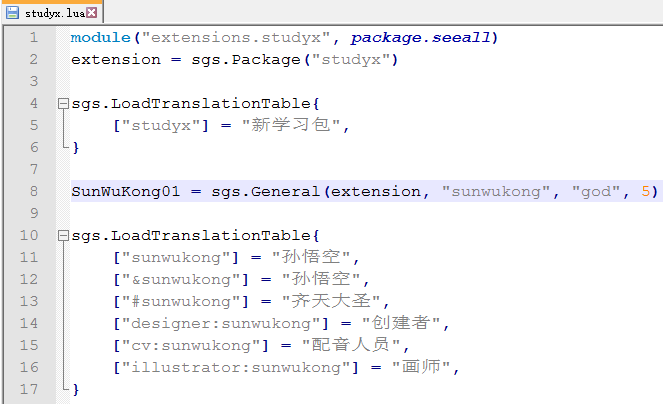 studyx.lua
1 module("extensions.studyx", package.seeall)
2 extension = sgs.Package("studyx")
3
4 sgs.LoadTranslationTable{
5 ["studyx"] = "新学习包",
6 }
7
8 SunWuKong01 = sgs.General(extension, "sunwukong", "god", 5)
9
10 sgs.LoadTranslationTable{
11 ["sunwukong"] = "孙悟空",
12 ["&sunwukong"] = "孙悟空",
13 ["#sunwukong"] = "齐天大圣",
14 ["designer:sunwukong"] = "创建者",
15 ["cv:sunwukong"] = "配音人员",
16 ["illustrator:sunwukong"] = "画师",
17 }